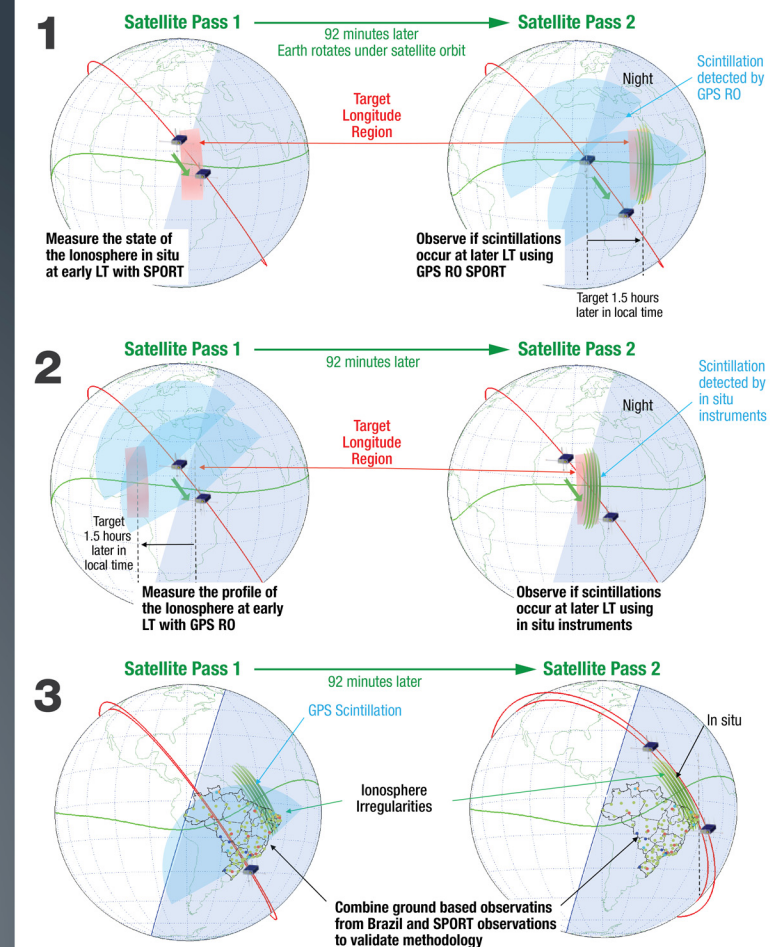 1
Satellite Pass 1
92 minutes later
Earth rotates under satellite orbit
Satellite Pass 2
Night
Scintillation
detected by
GPS RO
Target
Longitude
Region
Measure the state of
the Ionosphere in situ
at early LT with SPORT
Observe if scintillations
occur at later LT using
GPS RO SPORT
Target 1.5 hours
later in local time
2
Satellite Pass 1
92 minutes later
Satellite Pass 2
Night
Scintillation
detected by
in situ
instruments
Target
Longitude
Region
Target
1.5 hours
later in
local time
Measure the profile of
the Ionosphere at early
LT with GPS RO
Observe if scintillations
occur at later LT using
in situ instruments
3
Satellite Pass 1
92 minutes later
Satellite Pass 2
GPS Scintillation
In situ
Ionosphere
Irregularities
Combine ground based observatins
from Brazil and SPORT observations
to validate methodology